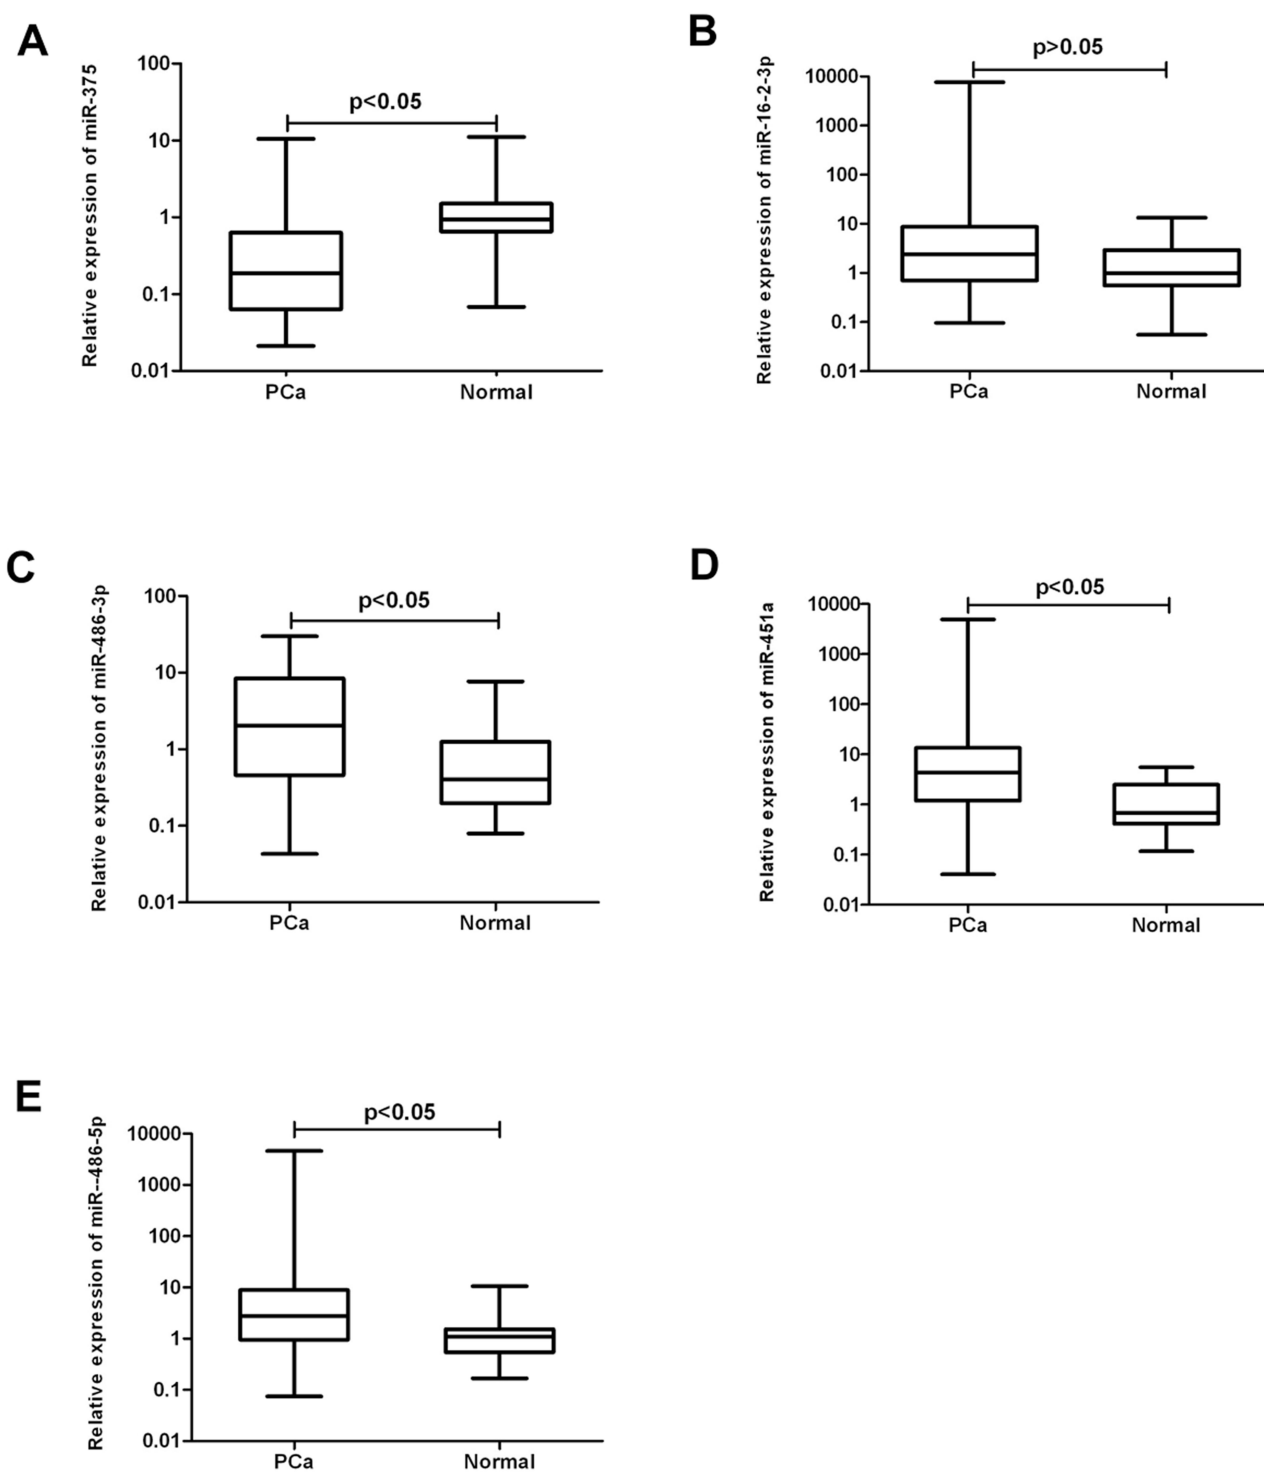 A
Relative expression of miR-375
100
10
1
0.1
0.01
p<0.05
PCa
Normal
B
Relative expression of miR-16-2-3p
10000
1000
100
10
1
0.1
0.01
p>0.05
PCa
Normal
C
Relative expression of miR-486-3p
100
10
1
0.1
0.01
p<0.05
PCa
Normal
D
Relative expression of miR-451a
10000
1000
100
10
1
0.1
0.01
p<0.05
PCa
Normal
E
Relative expression of miR--486-5p
10000
1000
100
10
1
0.1
0.01
p<0.05
PCa
Normal